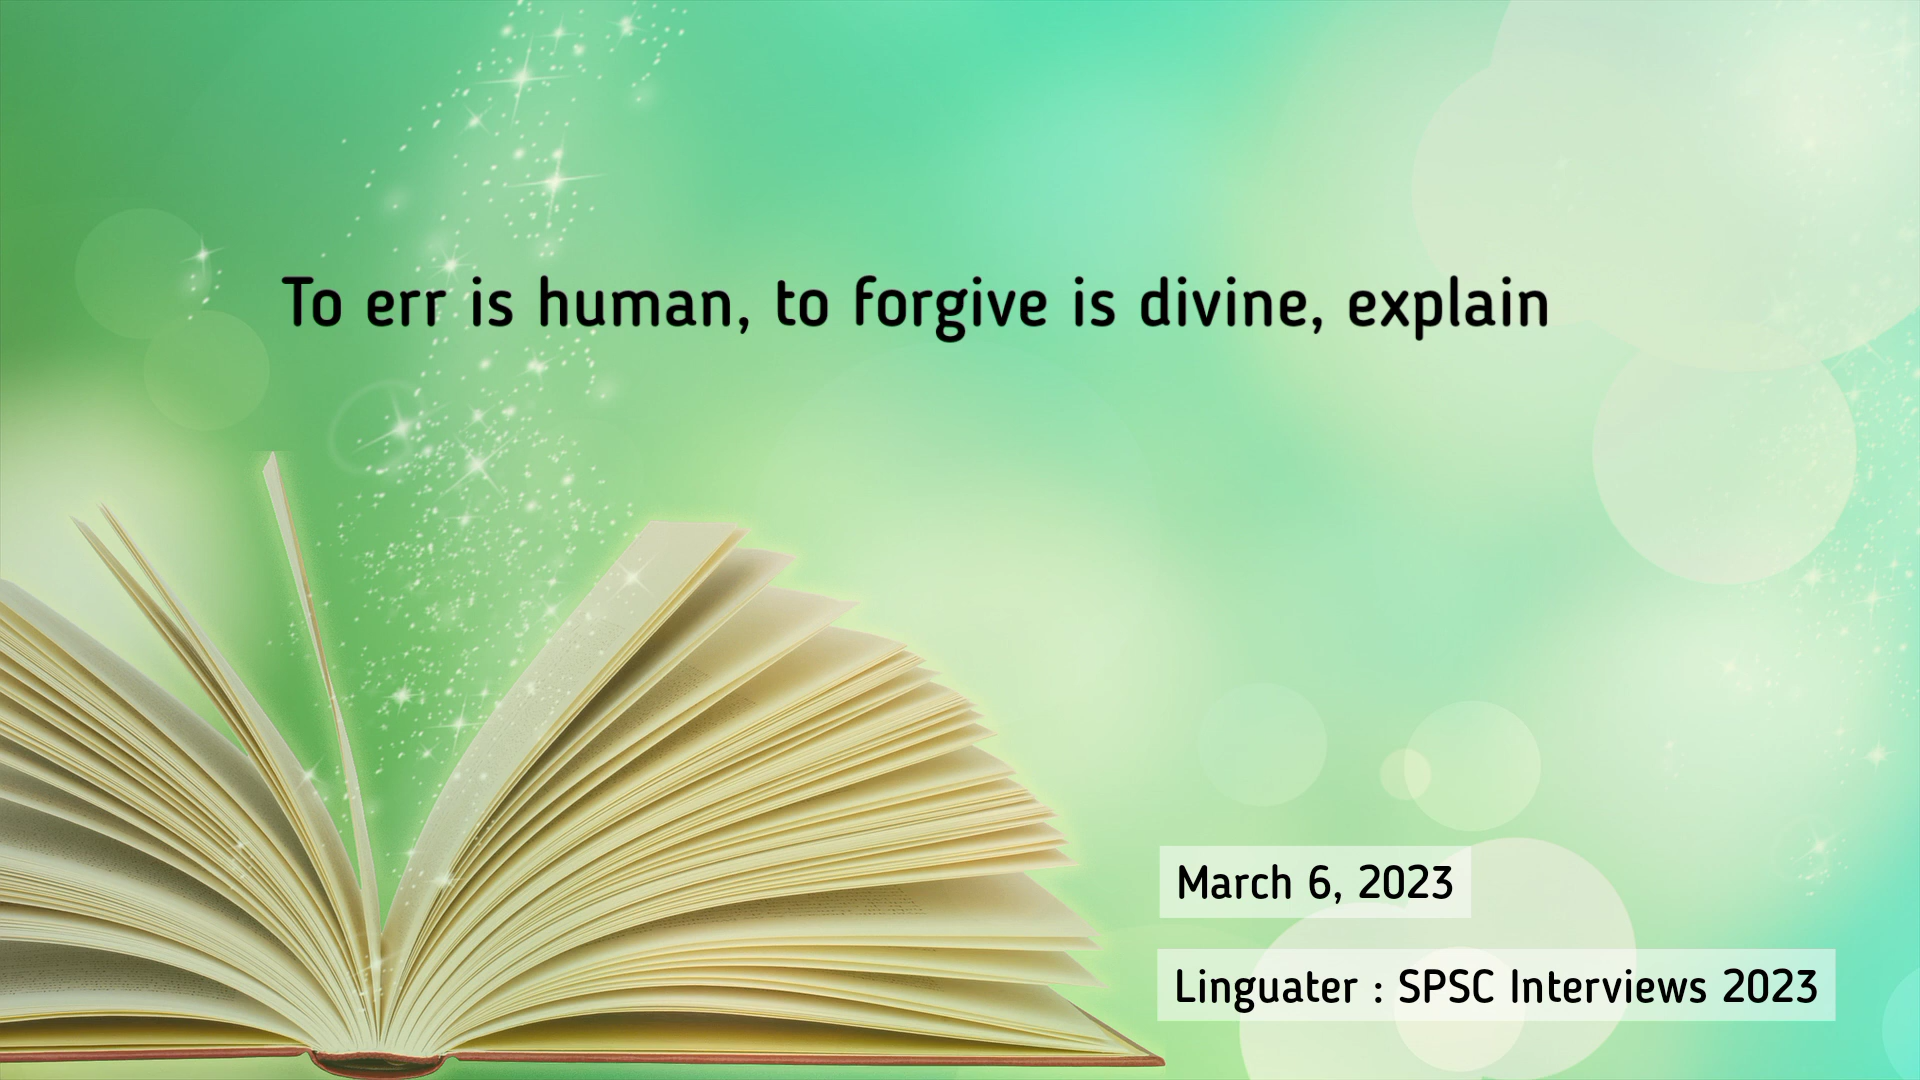 To err is human, to forgive is divine, explain
March 6, 2023
Linguater : SPSC Interviews 2023